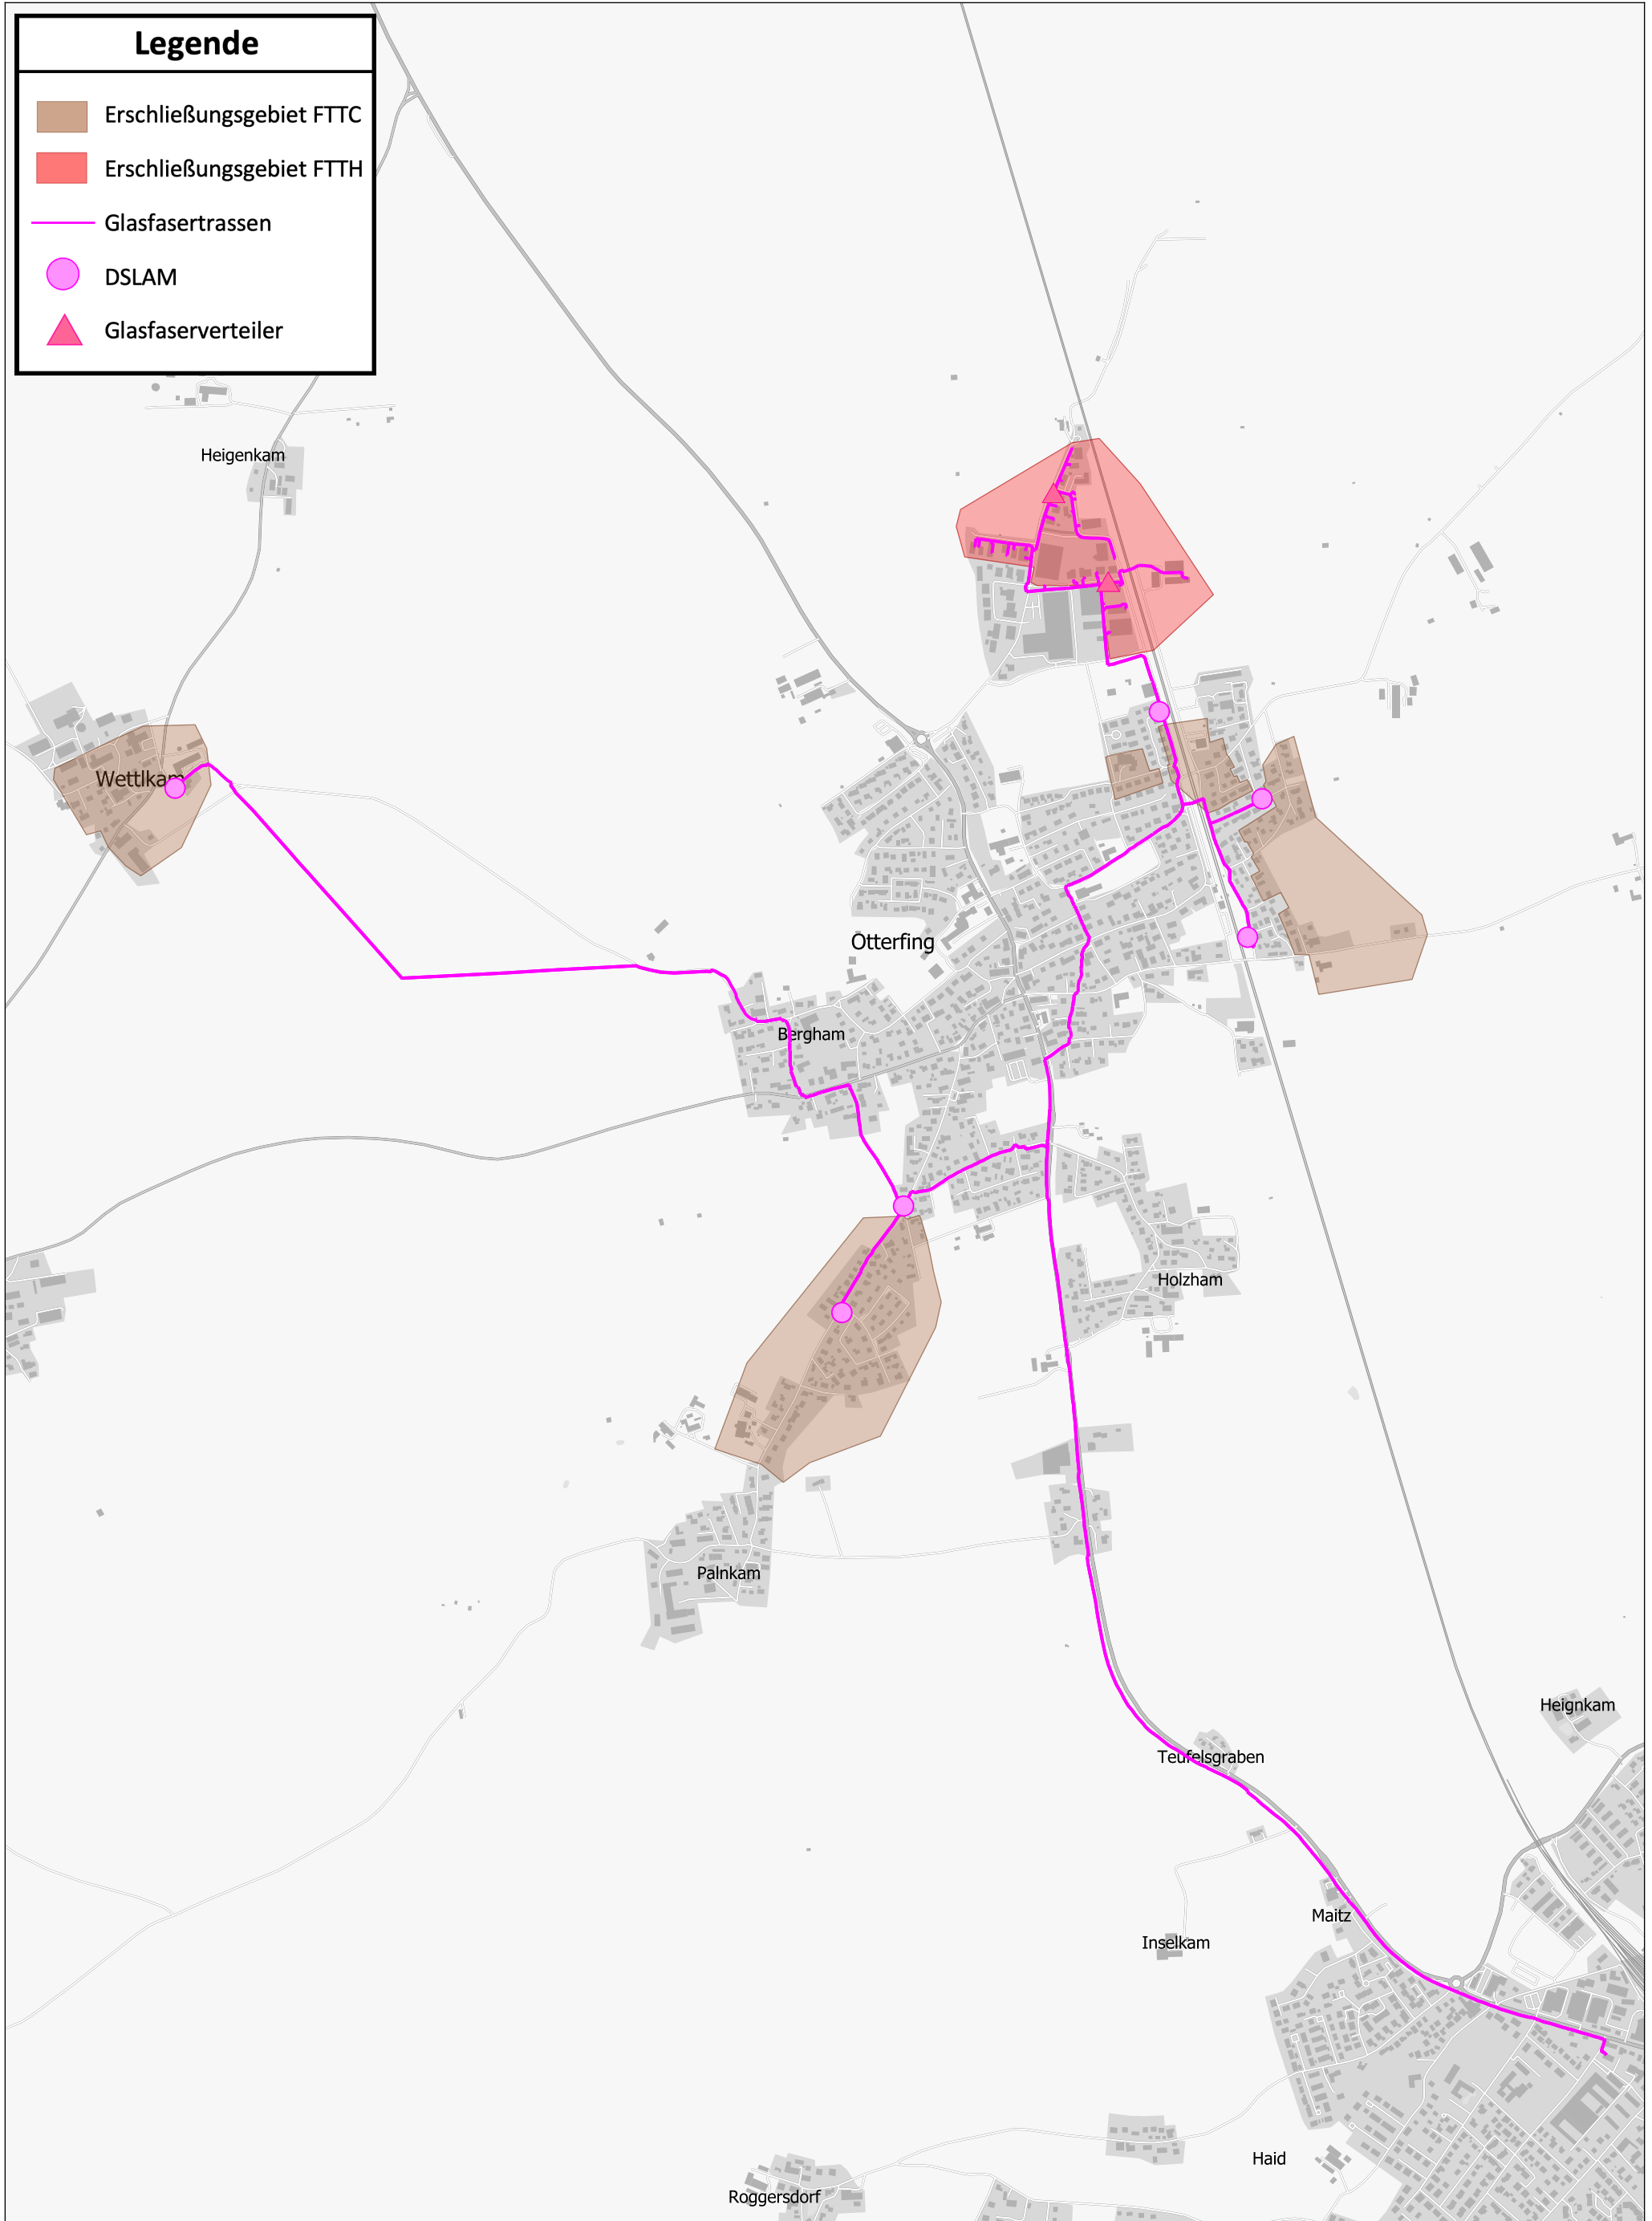 Legende
Erschließungsgebiet FTTC
Erschließungsgebiet FTTH
Glasfasertrassen
DSLAM
Glasfaserverteiler
Heigenkam
Wettlkam
Otterfing
Bergham
Holzham
Palnkam
Heignkam
Teufelsgraben
Maitz
Inselkam
Haid
Roggersdorf